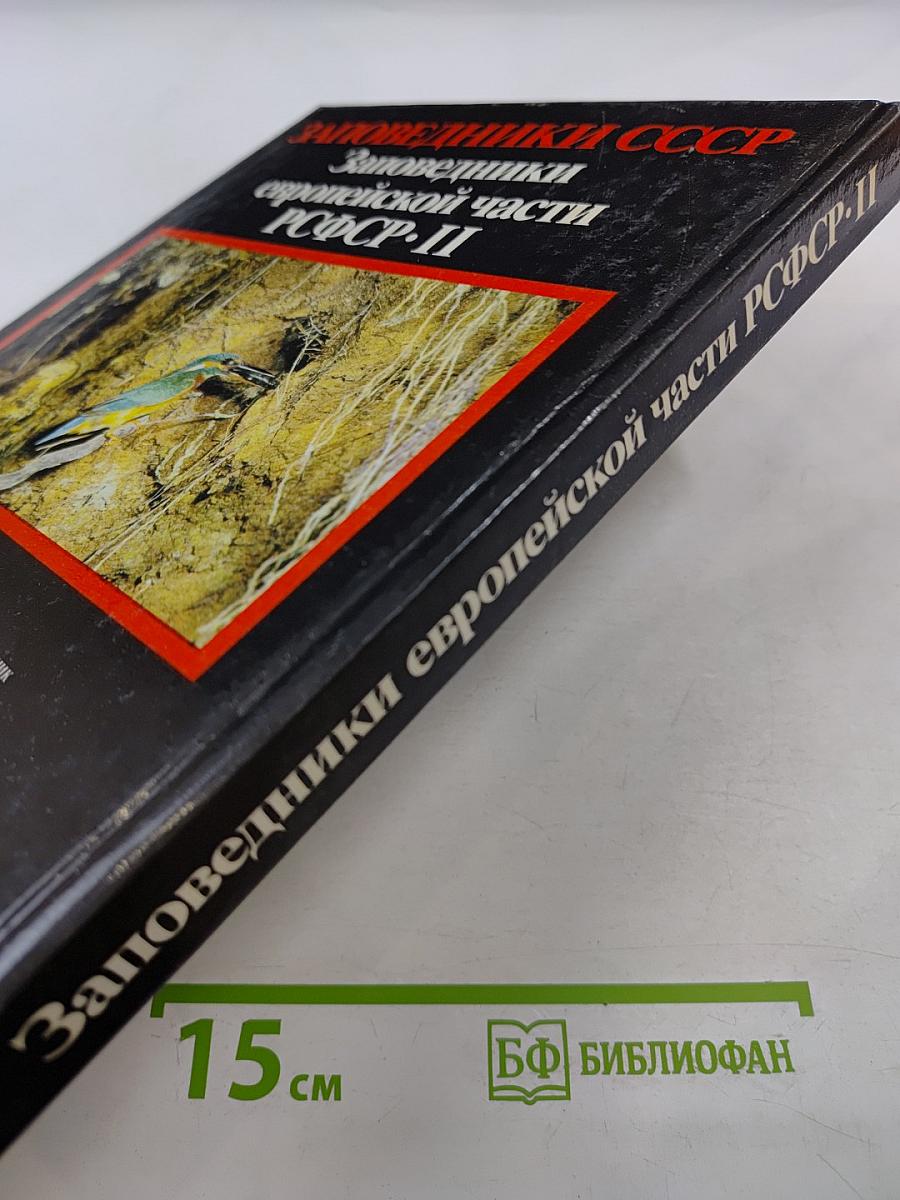 ЗАПОВЕДНИКИ СССР
Заповедники
европейской части
РСФСР·II
Заповедники европейской части РСФСР·II
15 см
БФ БИБЛИОФАН